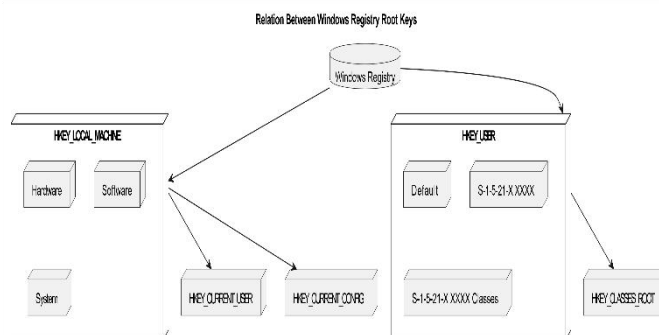 Relation Between Windows Registry Root Keys
Windows Registry
HKEY_LOCAL_MACHINE
HKEY_USER
Hardware
Software
Default
S-1-5-21-X XXXX
System
HKEY_CURRENT_USER
HKEY_CURRENT_CONFIG
S-1-5-21-X XXXX Classes
HKEY_CLASSES_ROOT